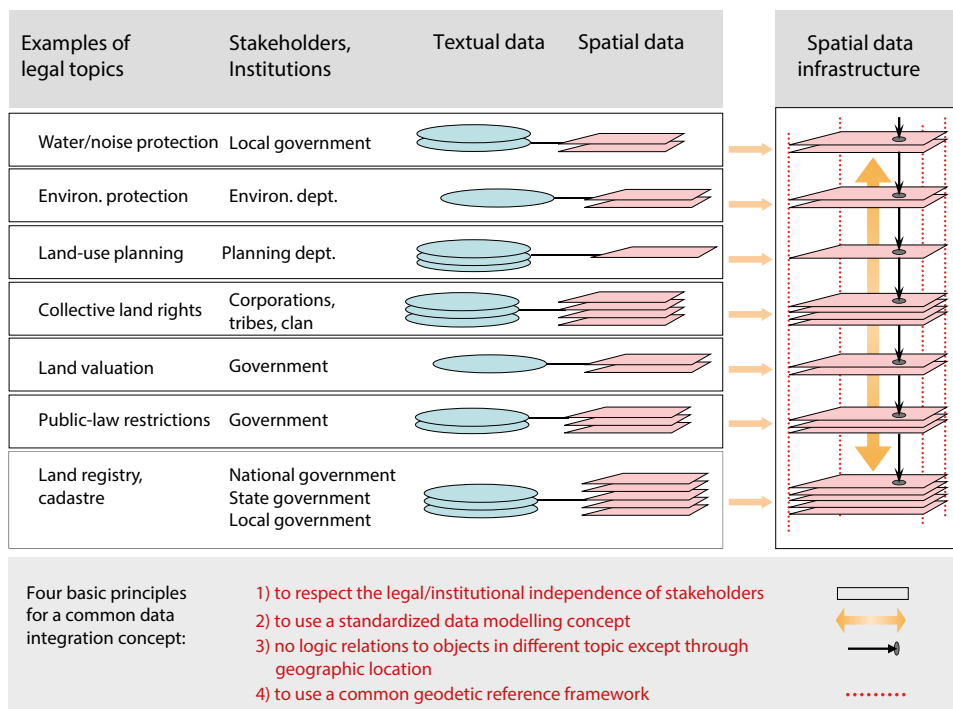 Examples of
legal topics
Stakeholders,
Institutions
Textual data
Spatial data
Spatial data
infrastructure
Water/noise protection
Local government
Environ. protection
Environ. dept.
Land-use planning
Planning dept.
Collective land rights
Corporations,
tribes, clan
Land valuation
Government
Public-law restrictions
Government
Land registry,
cadastre
National government
State government
Local government
Four basic principles
for a common data
integration concept:
1) to respect the legal/institutional independence of stakeholders
2) to use a standardized data modelling concept
3) no logic relations to objects in different topic except through
geographic location
4) to use a common geodetic reference framework